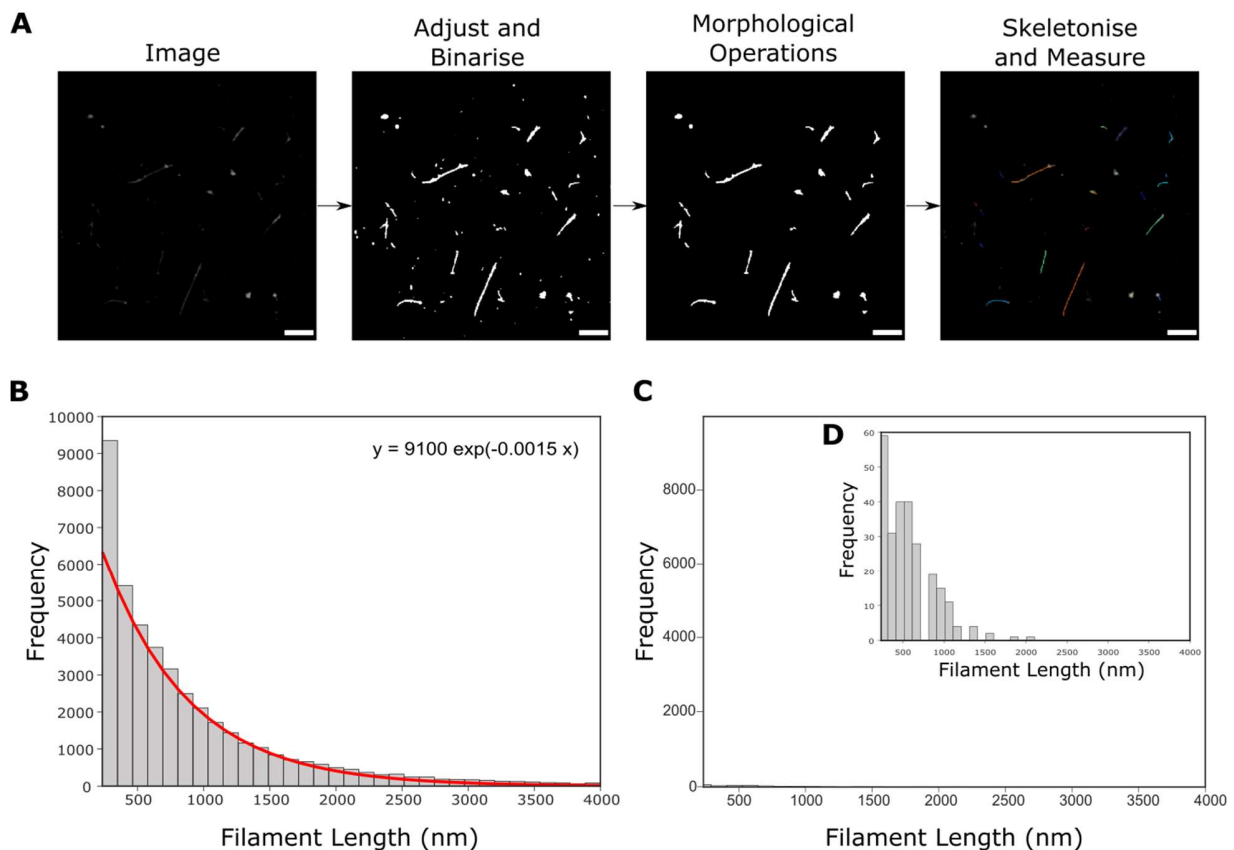 A
Image
Adjust and
Binarise
Morphological
Operations
Skeletonise
and Measure
B
10000
9000
8000
7000
6000
5000
4000
3000
2000
1000
0
Frequency
y = 9100 exp(-0.0015 x)
500 1000 1500 2000 2500 3000 3500 4000
Filament Length (nm)
C
8000
6000
4000
2000
0
Frequency
500 1000 1500 2000 2500 3000 3500 4000
Filament Length (nm)
D
60
50
40
30
20
10
0
Frequency
500 1000 1500 2000 2500 3000 3500 4000
Filament Length (nm)